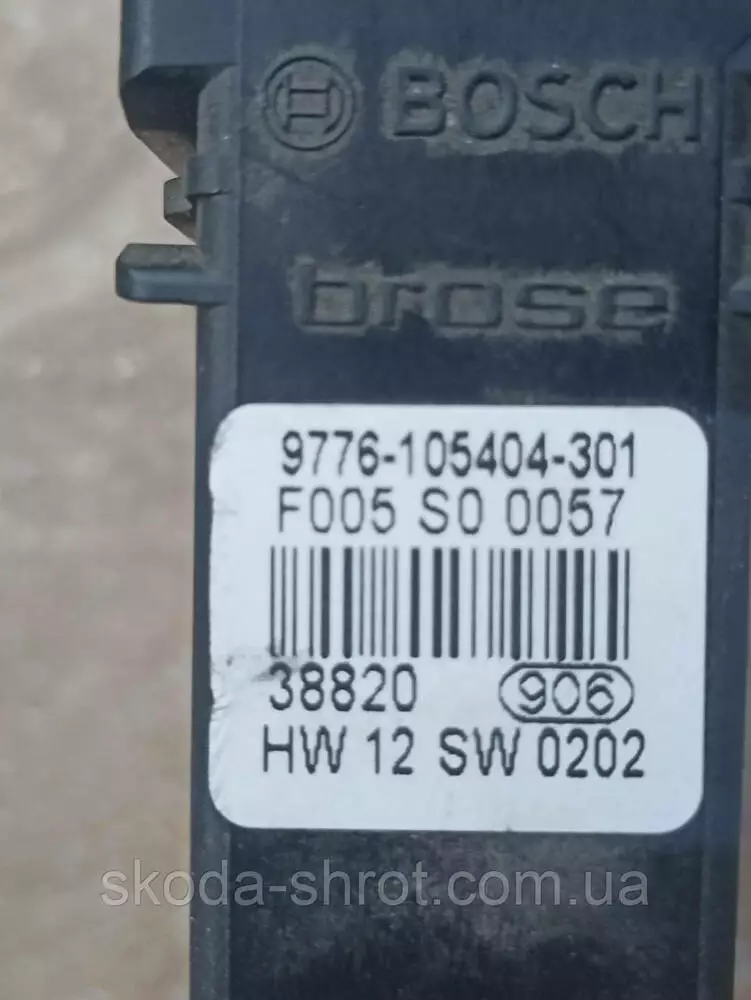 BOSCH
brose
9776-105404-301
F005 S0 0057
38820 906
HW 12 SW 0202
skoda-shrot.com.ua